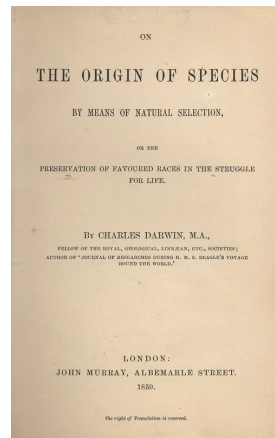 ON
THE ORIGIN OF SPECIES
BY MEANS OF NATURAL SELECTION,
OR THE
PRESERVATION OF FAVOURED RACES IN THE STRUGGLE
FOR LIFE.
BY CHARLES DARWIN, M.A.,
FELLOW OF THE ROYAL, GEOLOGICAL, LINNÆAN, ETC., SOCIETIES;
AUTHOR OF 'JOURNAL OF RESEARCHES DURING H. M. S. BEAGLE'S VOYAGE
ROUND THE WORLD.'
LONDON:
JOHN MURRAY, ALBEMARLE STREET.
1859.
The right of Translation is reserved.